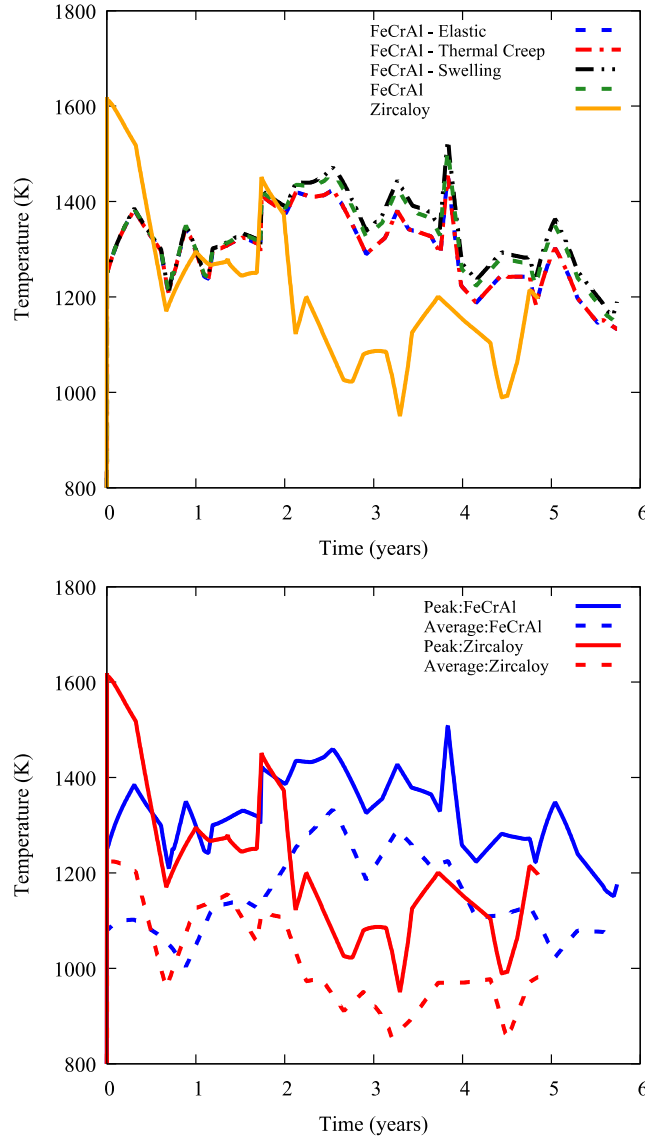 1800
FeCrAl - Elastic
FeCrAl - Thermal Creep
FeCrAl - Swelling
FeCrAl
Zircaloy
1600
1400
1200
1000
800
Temperature (K)
0 1 2 3 4 5 6
Time (years)
1800
Peak:FeCrAl
Average:FeCrAl
Peak:Zircaloy
Average:Zircaloy
1600
1400
1200
1000
800
Temperature (K)
0 1 2 3 4 5 6
Time (years)